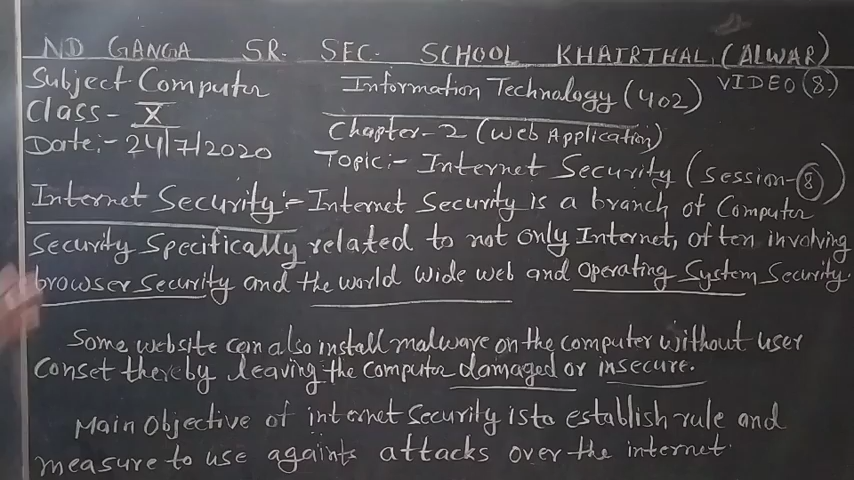 ND GANGA SR. SEC. SCHOOL KHAIRTHAL, (ALWAR)
Subject Computer Information Technology (402) VIDEO (8.)
Class - X Chapter - 2 (Web Application)
Date:- 24/7/2020 Topic:- Internet Security (Session-8)
Internet Security:- Internet Security is a branch of Computer
Security Specifically related to not only Internet, often involving
browser Security and the world wide web and operating System Security.
Some website can also install malware on the computer without user
Conset thereby leaving the computer damaged or insecure.
Main Objective of internet Security is to establish rule and
measure to use againts attacks over the internet.